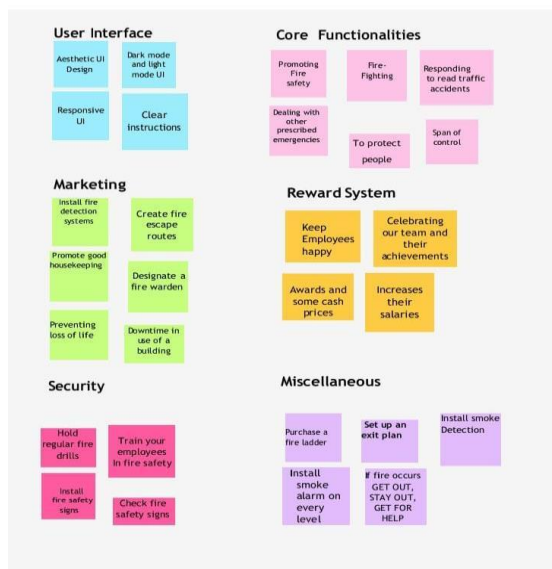 User Interface
Aesthetic UI
Design
Dark mode
and light
mode UI
Responsive
UI
Clear
instructions
Core Functionalities
Promoting
Fire
safety
Fire-
Fighting
Responding
to read traffic
accidents
Dealing with
other
prescribed
emergencies
To protect
people
Span of
control
Marketing
Install fire
detection
systems
Create fire
escape
routes
Promote good
housekeeping
Designate a
fire warden
Preventing
loss of life
Downtime in
use of a
building
Reward System
Keep
Employees
happy
Celebrating
our team and
their
achievements
Awards and
some cash
prices
Increases
their
salaries
Security
Hold
regular fire
drills
Train your
employees
in fire safety
Install
fire safety
signs
Check fire
safety signs
Miscellaneous
Purchase a
fire ladder
Set up an
exit plan
Install smoke
Detection
Install
smoke
alarm on
every
level
If fire occurs
GET OUT,
STAY OUT,
GET FOR
HELP